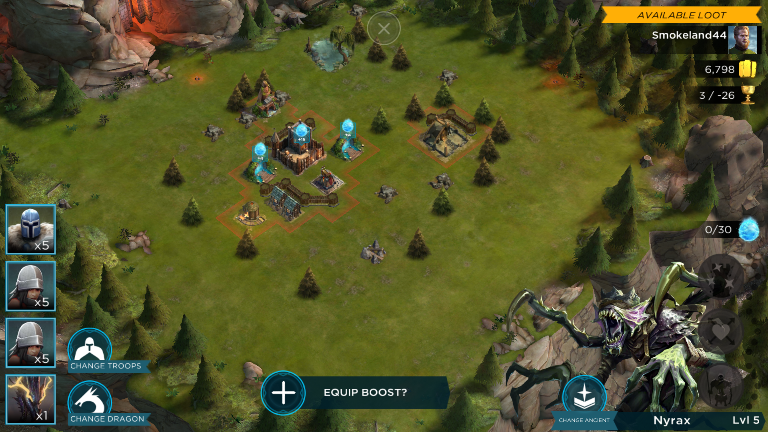 AVAILABLE LOOT
Smokeland44
6,798
3 / -26
0/30
x5
x5
x5
x1
CHANGE TROOPS
CHANGE DRAGON
EQUIP BOOST?
CHANGE ANCIENT
Nyrax
Lvl 5